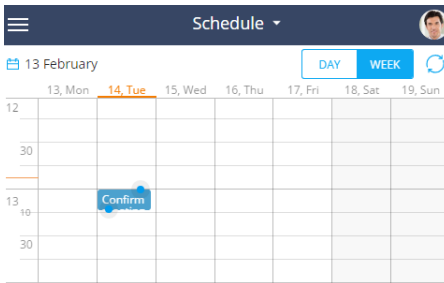 Schedule
13 February
DAY WEEK
13, Mon 14, Tue 15, Wed 16, Thu 17, Fri 18, Sat 19, Sun
12
30
13
10
Confirm
30